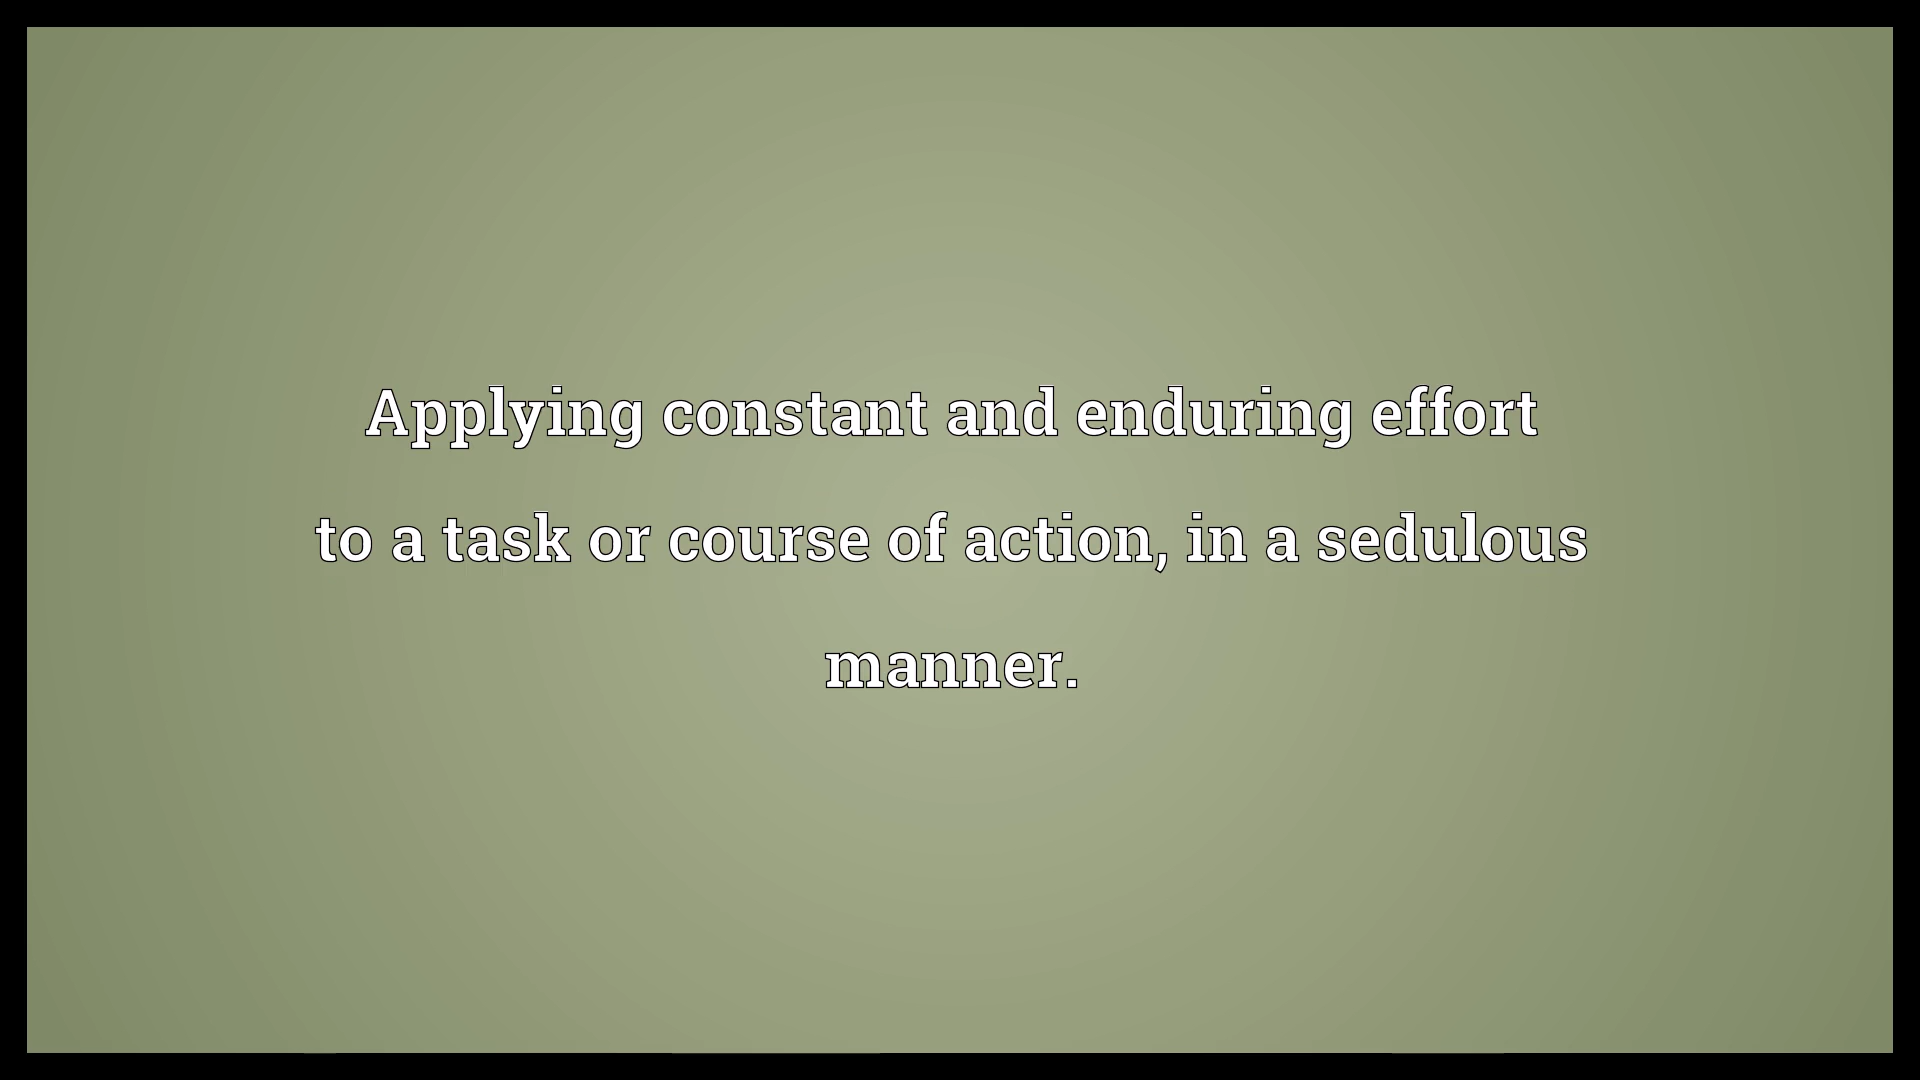 Applying constant and enduring effort
to a task or course of action, in a sedulous
manner.